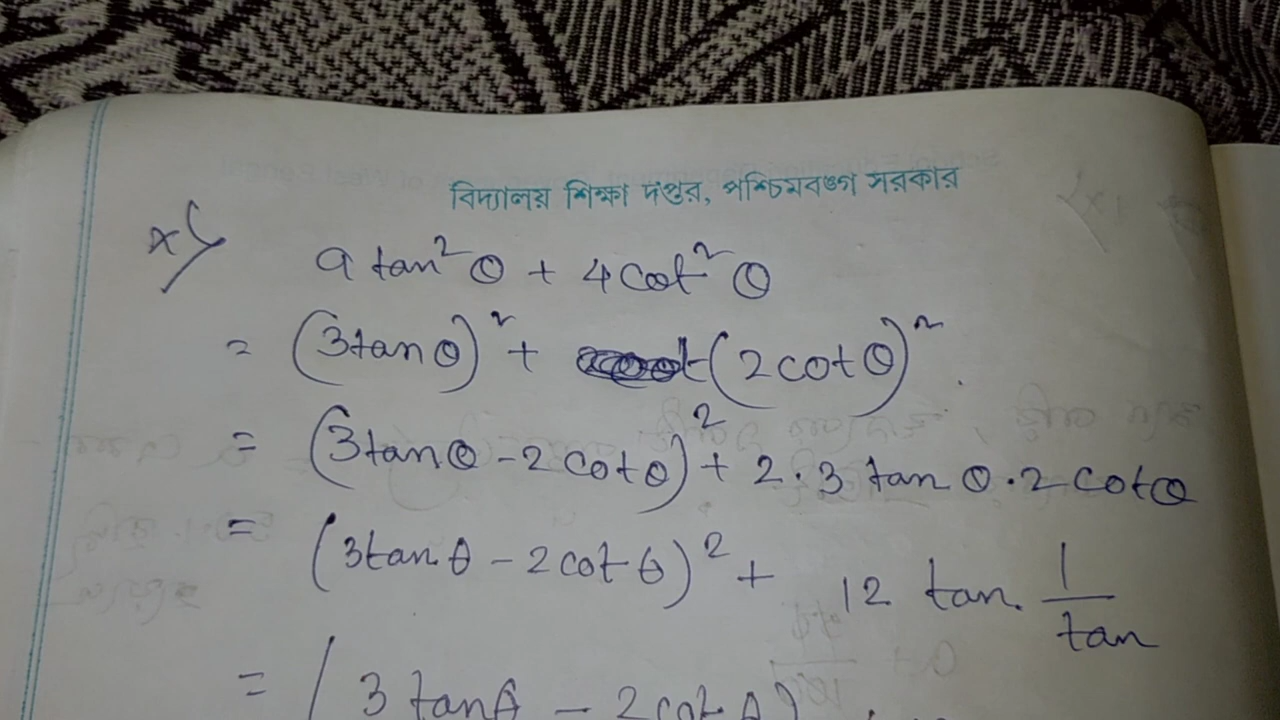 বিদ্যালয় শিক্ষা দপ্তর, পশ্চিমবঙ্গ সরকার
x) 9 tan² θ + 4 cot² θ
= (3 tan θ)² + (2 cot θ)²
= (3 tan θ - 2 cot θ)² + 2 . 3 tan θ . 2 cot θ
= (3 tan θ - 2 cot θ)² + 12 tan . 1/tan
= (3 tan θ - 2 cot θ)